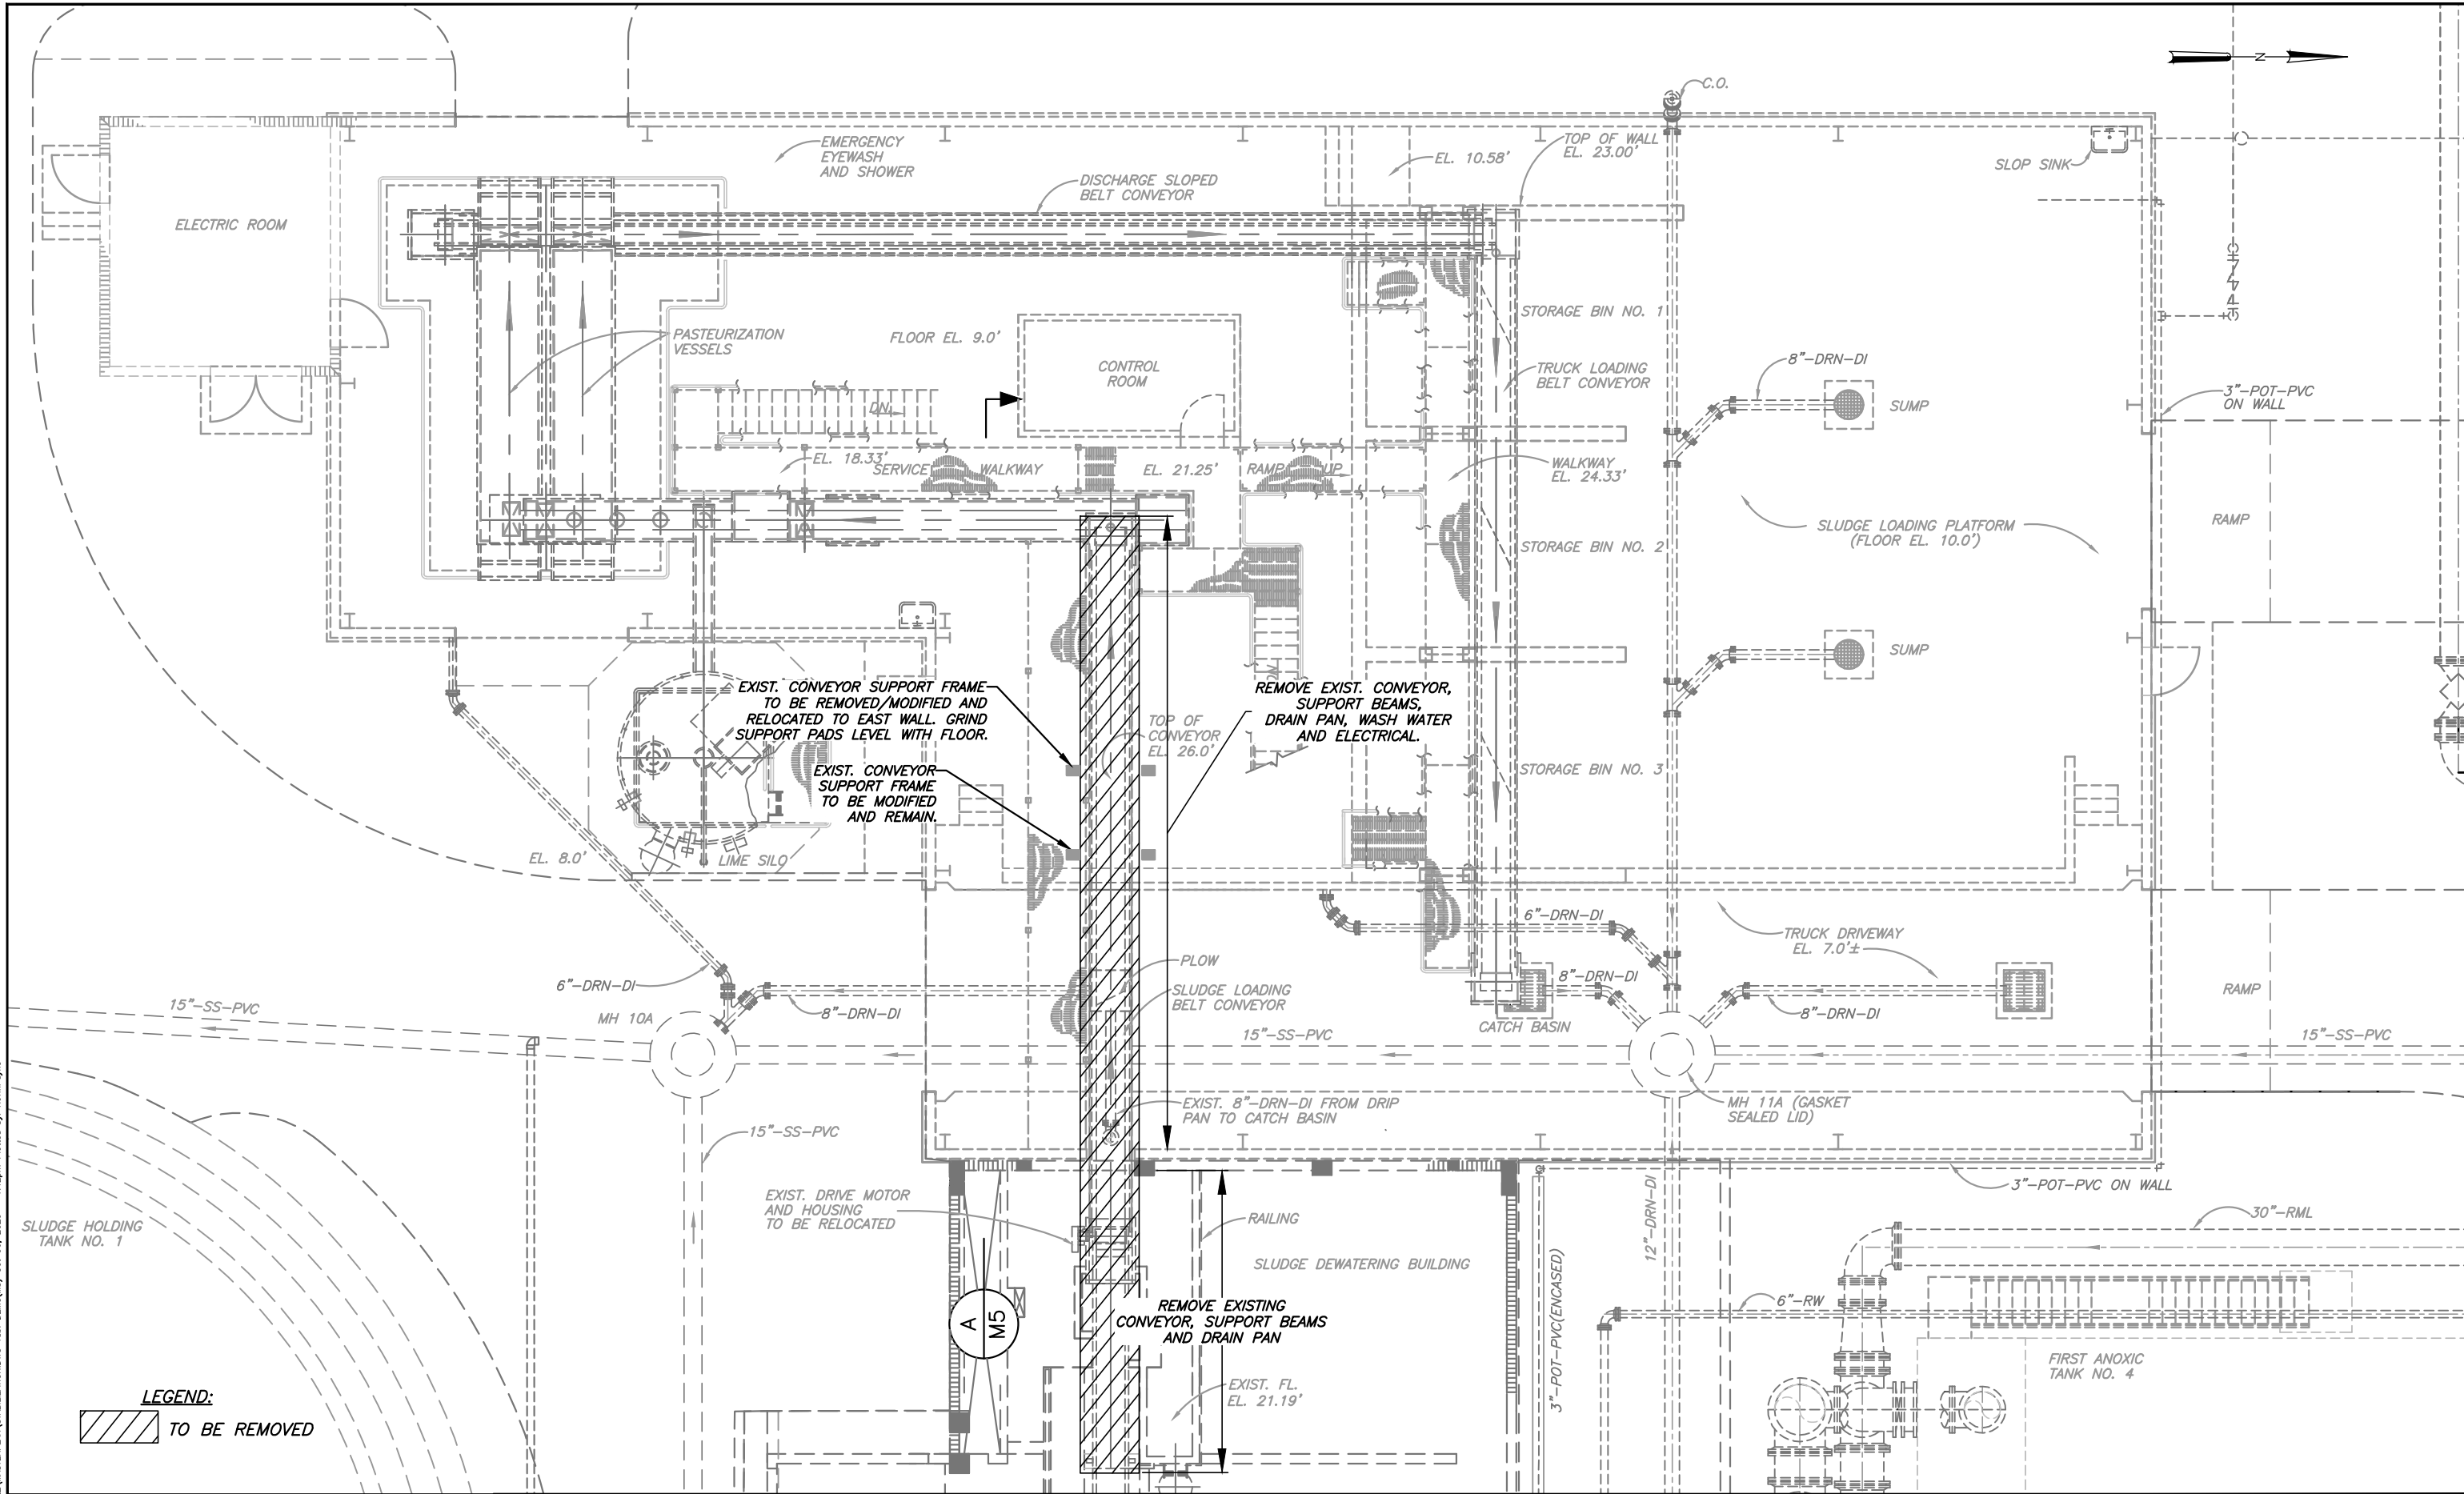 N
C.O.
EMERGENCY
EYEWASH
AND SHOWER
EL. 10.58'
TOP OF WALL
EL. 23.00'
SLOP SINK
DISCHARGE SLOPED
BELT CONVEYOR
ELECTRIC ROOM
STORAGE BIN NO. 1
PASTEURIZATION
VESSELS
FLOOR EL. 9.0'
CONTROL
ROOM
TRUCK LOADING
BELT CONVEYOR
8"-DRN-DI
SUMP
3"-POT-PVC
ON WALL
DN
EL. 18.33'
SERVICE
WALKWAY
EL. 21.25'
RAMP
UP
WALKWAY
EL. 24.33'
SLUDGE LOADING PLATFORM
(FLOOR EL. 10.0')
RAMP
STORAGE BIN NO. 2
SUMP
EXIST. CONVEYOR SUPPORT FRAME
TO BE REMOVED/MODIFIED AND
RELOCATED TO EAST WALL. GRIND
SUPPORT PADS LEVEL WITH FLOOR.
TOP OF
CONVEYOR
EL. 26.0'
REMOVE EXIST. CONVEYOR,
SUPPORT BEAMS,
DRAIN PAN, WASH WATER
AND ELECTRICAL.
EXIST. CONVEYOR
SUPPORT FRAME
TO BE MODIFIED
AND REMAIN.
STORAGE BIN NO. 3
EL. 8.0'
LIME SILO
6"-DRN-DI
TRUCK DRIVEWAY
EL. 7.0'±
PLOW
8"-DRN-DI
6"-DRN-DI
SLUDGE LOADING
BELT CONVEYOR
RAMP
15"-SS-PVC
MH 10A
8"-DRN-DI
8"-DRN-DI
CATCH BASIN
15"-SS-PVC
15"-SS-PVC
EXIST. 8"-DRN-DI FROM DRIP
PAN TO CATCH BASIN
MH 11A (GASKET
SEALED LID)
15"-SS-PVC
3"-POT-PVC ON WALL
EXIST. DRIVE MOTOR
AND HOUSING
TO BE RELOCATED
RAILING
12"-DRN-DI
30"-RML
SLUDGE HOLDING
TANK NO. 1
SLUDGE DEWATERING BUILDING
3"-POT-PVC(ENCASED)
6"-RW
A
M5
REMOVE EXISTING
CONVEYOR, SUPPORT BEAMS
AND DRAIN PAN
FIRST ANOXIC
TANK NO. 4
EXIST. FL.
EL. 21.19'
LEGEND:
TO BE REMOVED